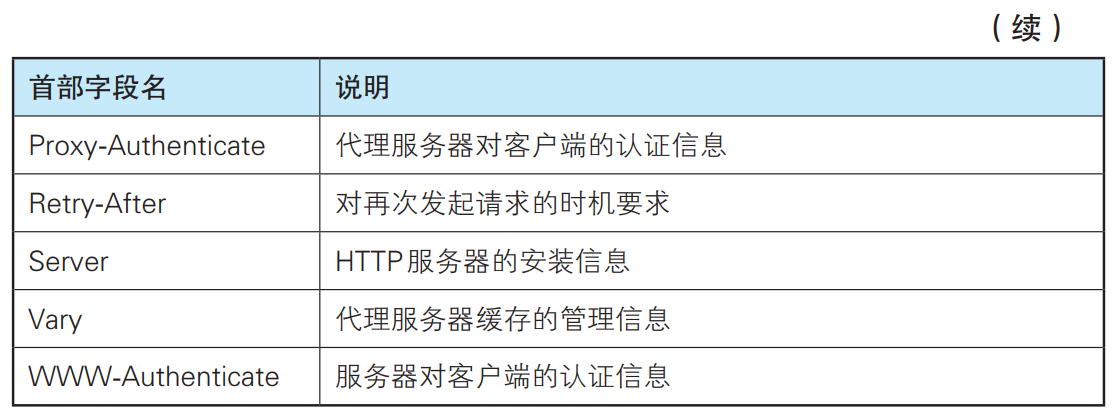 （续）
首部字段名 说明
Proxy-Authenticate 代理服务器对客户端的认证信息
Retry-After 对再次发起请求的时机要求
Server HTTP服务器的安装信息
Vary 代理服务器缓存的管理信息
WWW-Authenticate 服务器对客户端的认证信息